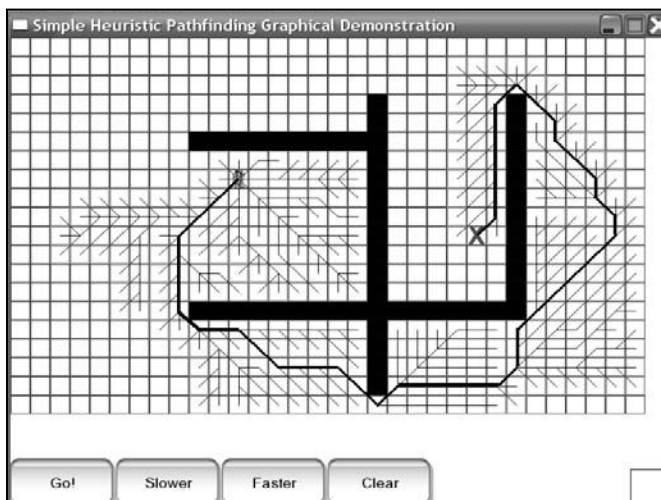 Simple Heuristic Pathfinding Graphical Demonstration
Go! Slower Faster Clear